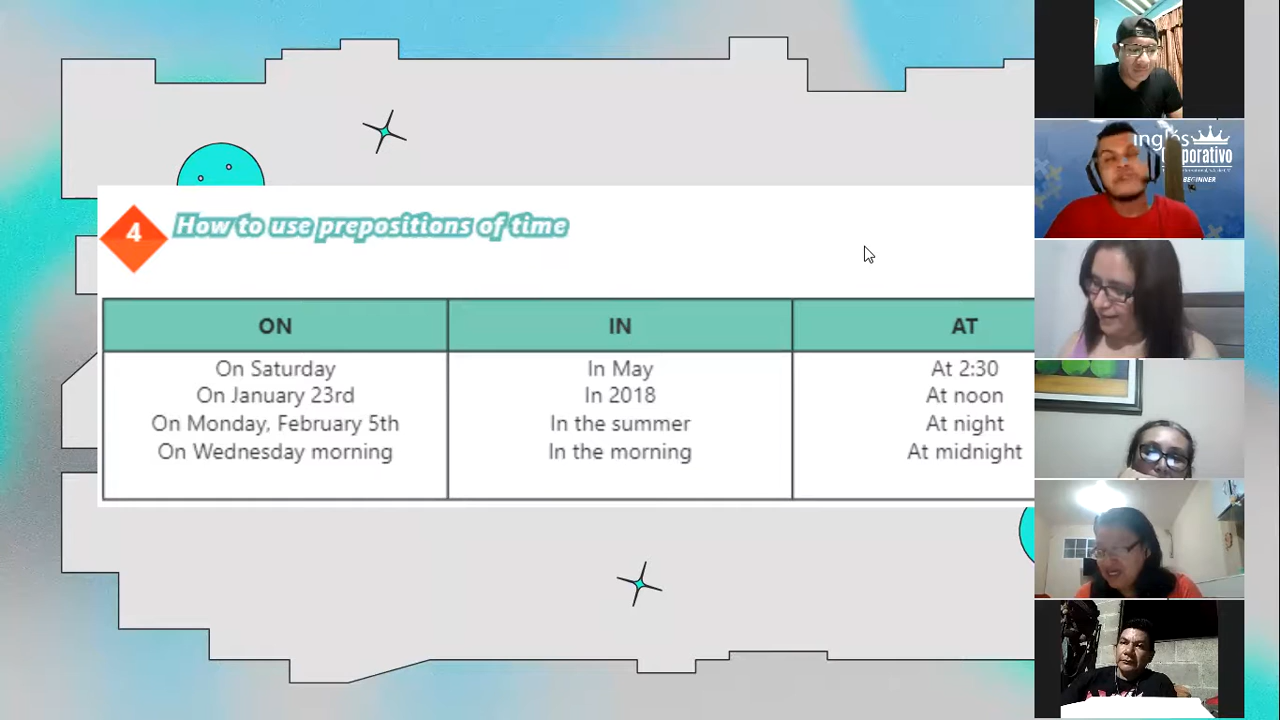 4
How to use prepositions of time
ON
IN
AT
On Saturday
In May
At 2:30
On January 23rd
In 2018
At noon
On Monday, February 5th
In the summer
At night
On Wednesday morning
In the morning
At midnight
inglés
BEGINNER